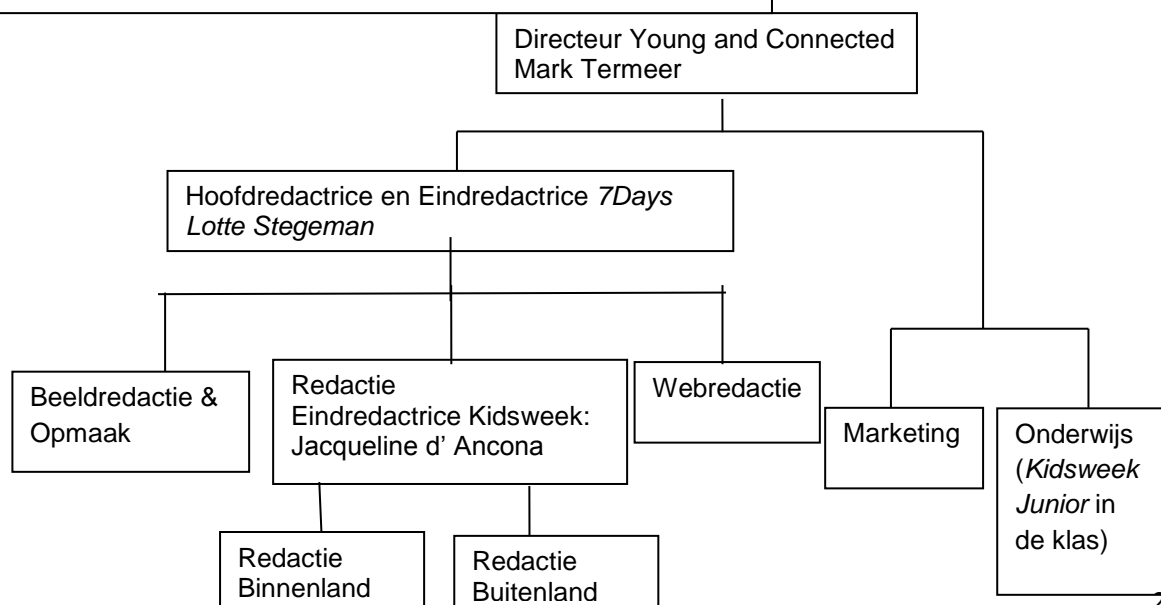 Directeur Young and Connected
Mark Termeer
Hoofdredactrice en Eindredactrice 7Days
Lotte Stegeman
Beeldredactie &
Opmaak
Redactie
Eindredactrice Kidsweek:
Jacqueline d’ Ancona
Webredactie
Marketing
Onderwijs
(Kidsweek
Junior in
de klas)
Redactie
Binnenland
Redactie
Buitenland